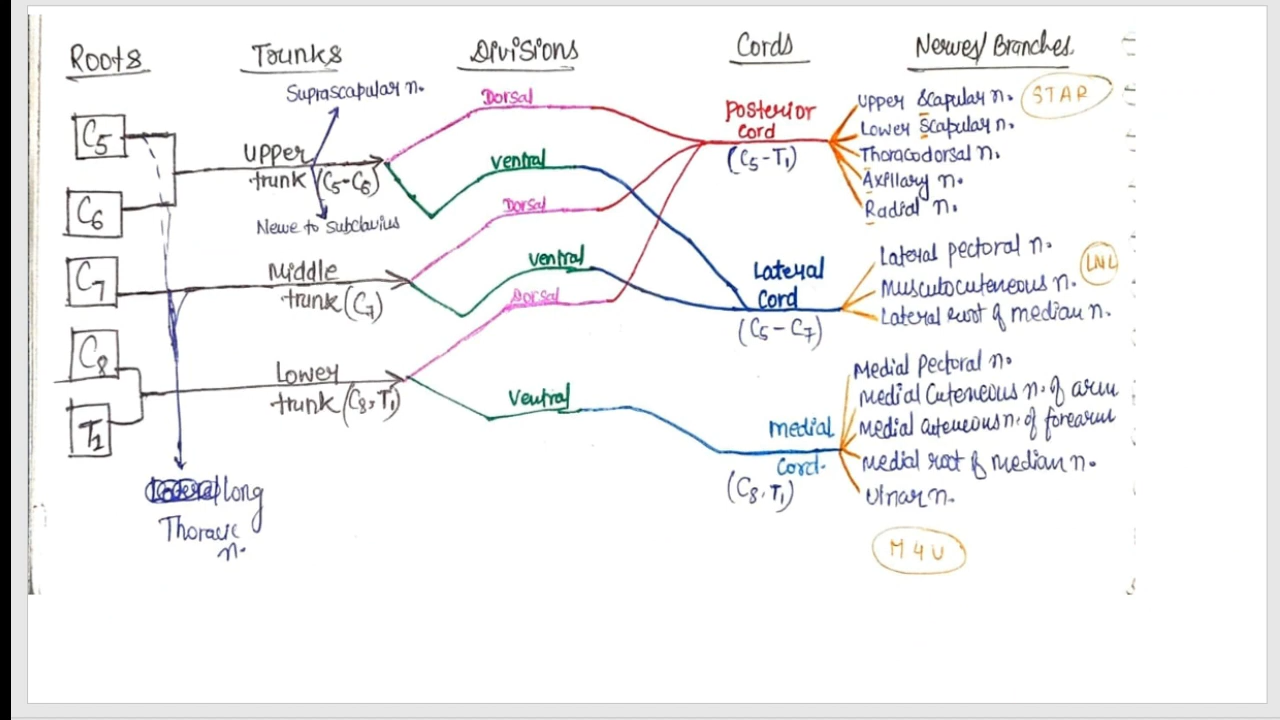 Roots
Trunks
Divisions
Cords
Nerves/Branches
C5
C6
C7
C8
T1
Suprascapular n.
Upper
trunk (C5-C6)
Nerve to subclavius
Middle
trunk (C7)
Lower
trunk (C8, T1)
long
Thoracic
n.
Dorsal
Ventral
Dorsal
Ventral
Dorsal
Ventral
Posterior
cord
(C5-T1)
Lateral
Cord
(C5-C7)
Medial
Cord.
(C8, T1)
Upper Scapular n.
STAR
Lower Scapular n.
Thoracodorsal n.
Axillary n.
Radial n.
Lateral pectoral n.
LML
Musculocuteneous n.
Lateral root of median n.
Medial Pectoral n.
medial Cuteneous n. of arm
Medial cuteneous n. of forearm
Medial root of median n.
Ulnar n.
M4U